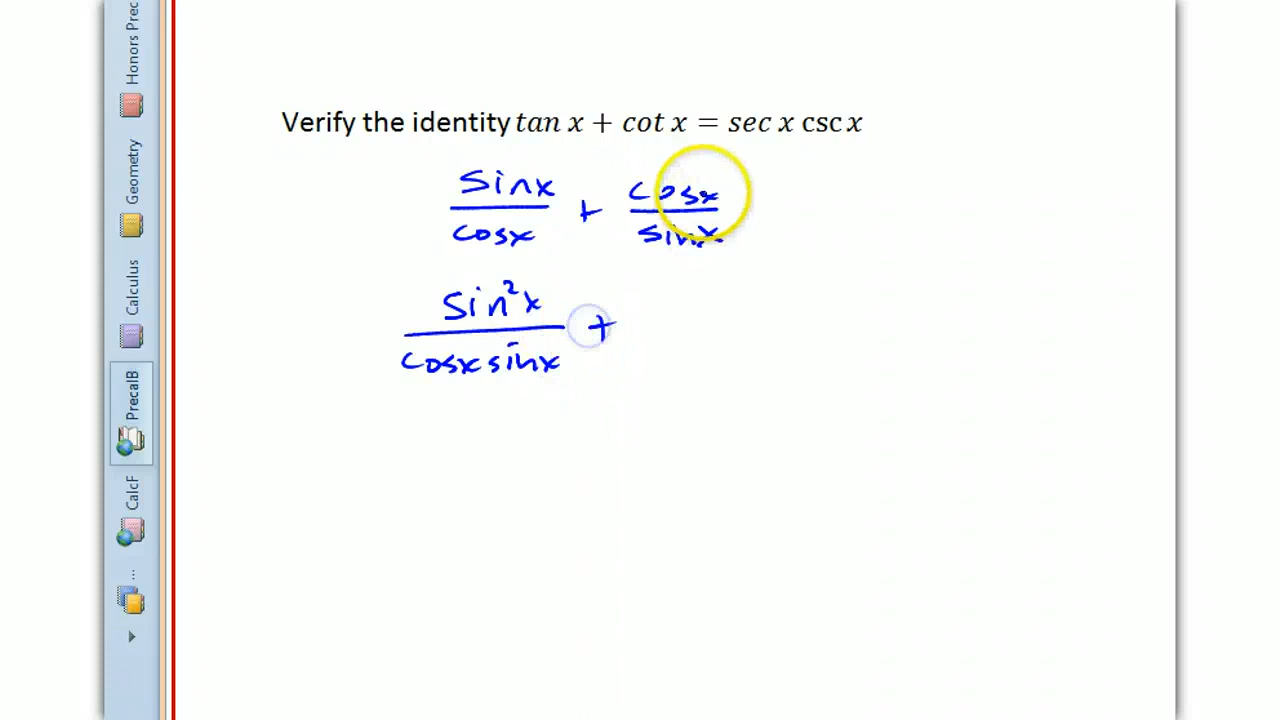 Honors Prec
Geometry
Calculus
PrecalB
CalcF
...
Verify the identity tan x + cot x = sec x csc x
sinx/cosx + cosx/sinx
sin²x/cosx sinx +